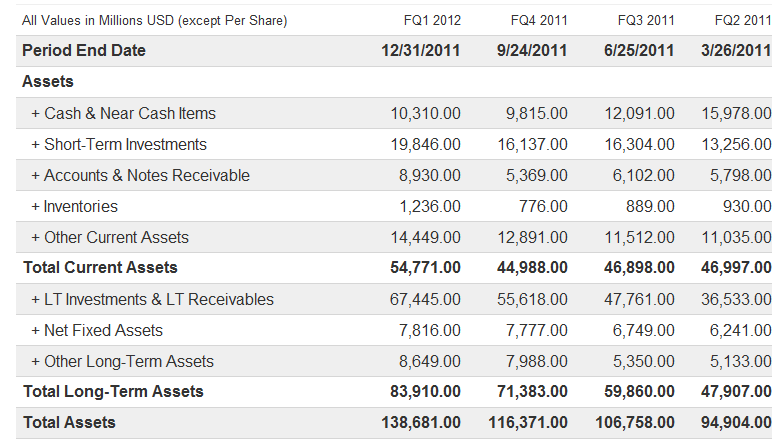 All Values in Millions USD (except Per Share) FQ1 2012 FQ4 2011 FQ3 2011 FQ2 2011
Period End Date 12/31/2011 9/24/2011 6/25/2011 3/26/2011
Assets
+ Cash & Near Cash Items 10,310.00 9,815.00 12,091.00 15,978.00
+ Short-Term Investments 19,846.00 16,137.00 16,304.00 13,256.00
+ Accounts & Notes Receivable 8,930.00 5,369.00 6,102.00 5,798.00
+ Inventories 1,236.00 776.00 889.00 930.00
+ Other Current Assets 14,449.00 12,891.00 11,512.00 11,035.00
Total Current Assets 54,771.00 44,988.00 46,898.00 46,997.00
+ LT Investments & LT Receivables 67,445.00 55,618.00 47,761.00 36,533.00
+ Net Fixed Assets 7,816.00 7,777.00 6,749.00 6,241.00
+ Other Long-Term Assets 8,649.00 7,988.00 5,350.00 5,133.00
Total Long-Term Assets 83,910.00 71,383.00 59,860.00 47,907.00
Total Assets 138,681.00 116,371.00 106,758.00 94,904.00